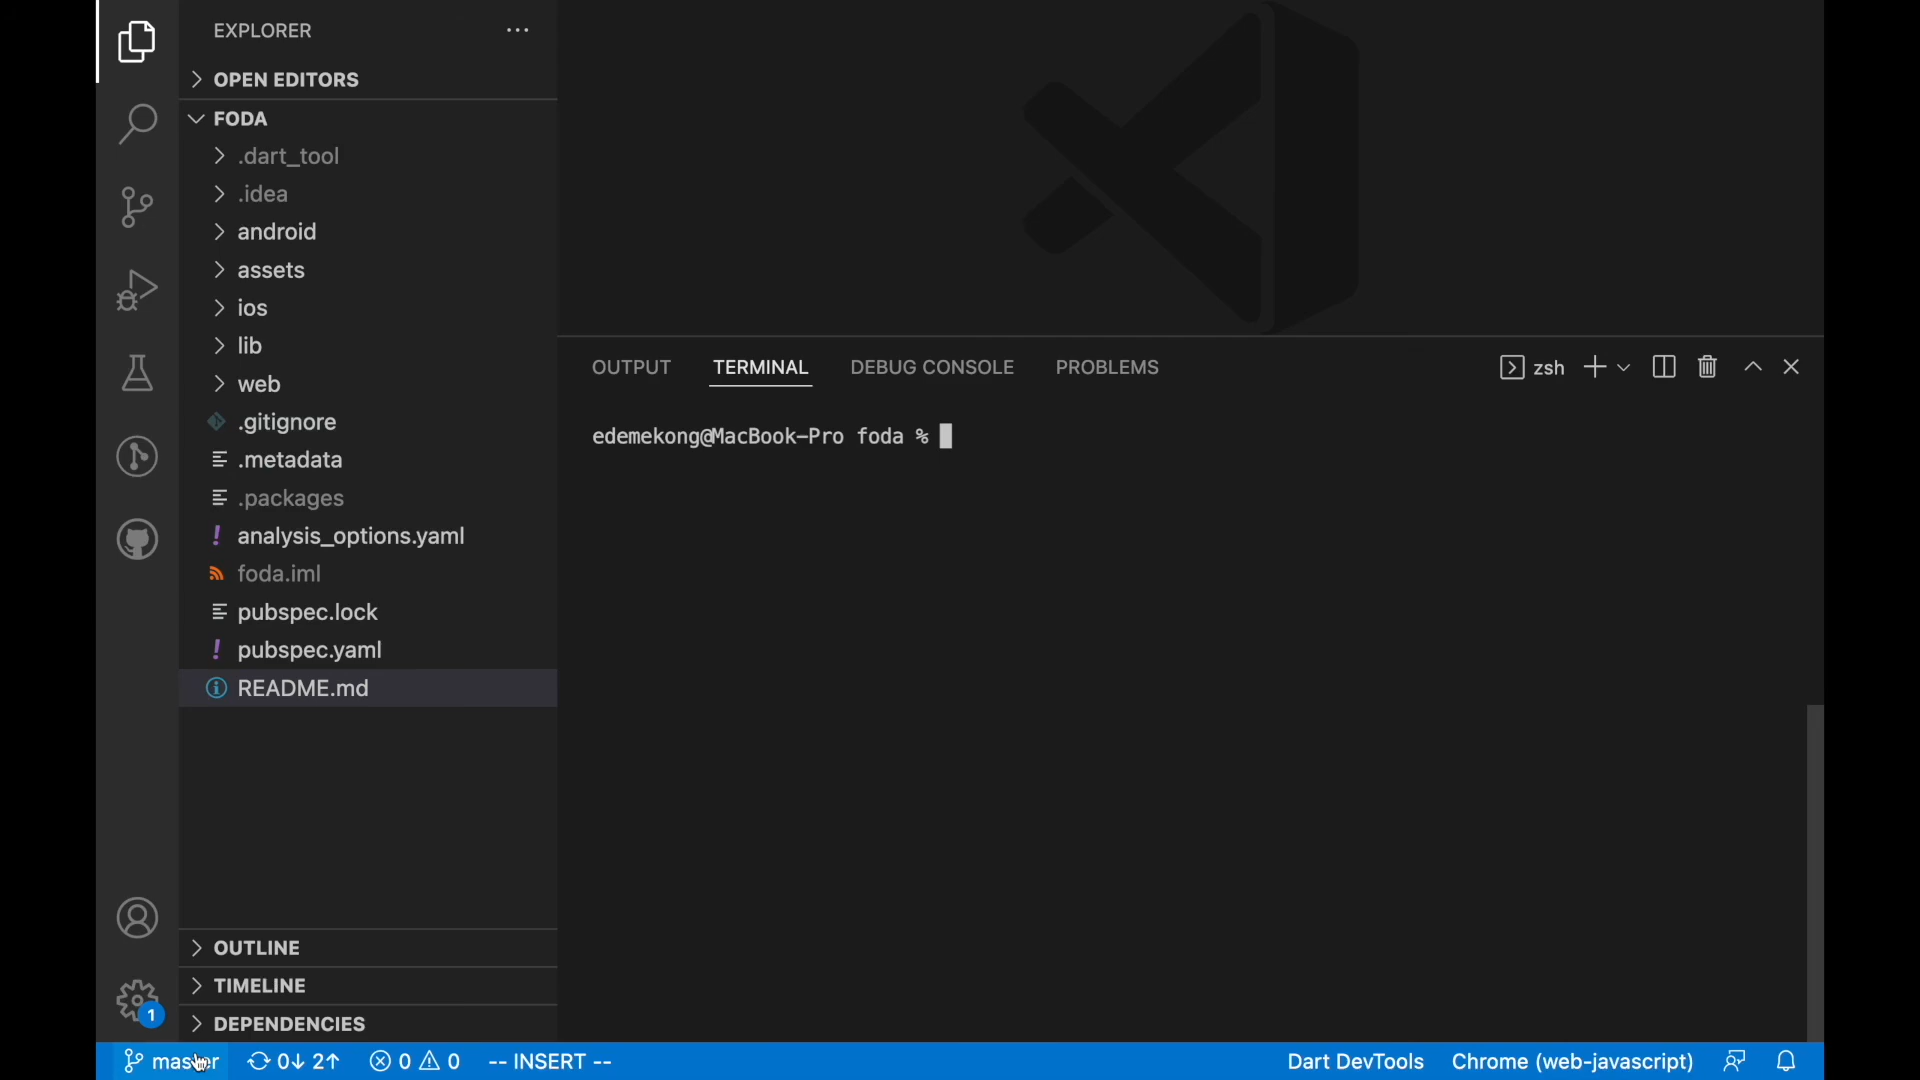 EXPLORER
OPEN EDITORS
FODA
.dart_tool
.idea
android
assets
ios
lib
web
.gitignore
.metadata
.packages
analysis_options.yaml
foda.iml
pubspec.lock
pubspec.yaml
README.md
OUTLINE
TIMELINE
DEPENDENCIES
1
OUTPUT TERMINAL DEBUG CONSOLE PROBLEMS zsh
edemekong@MacBook-Pro foda %
master 0↓ 2↑ 0 0 -- INSERT -- Dart DevTools Chrome (web-javascript)